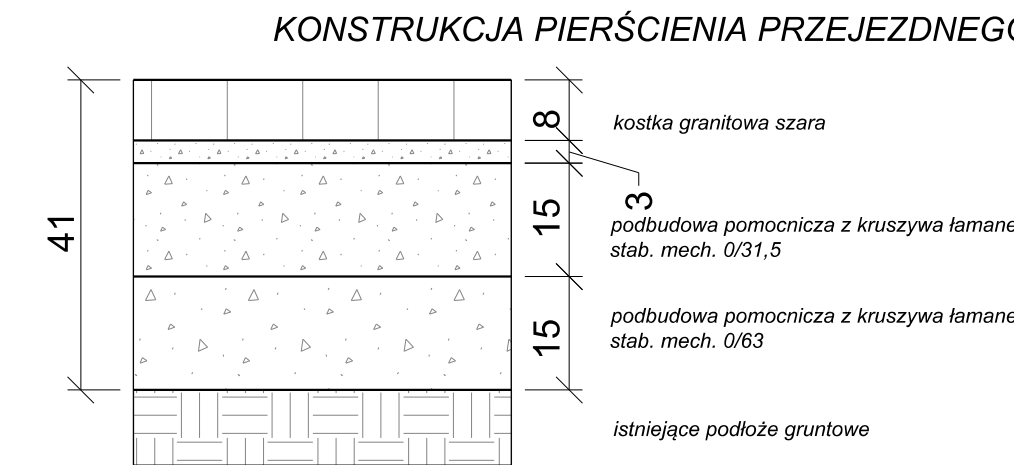 KONSTRUKCJA PIERŚCIENIA PRZEJEZDNEGO
8
kostka granitowa szara
3
41
15
podbudowa pomocnicza z kruszywa łamane
stab. mech. 0/31,5
15
podbudowa pomocnicza z kruszywa łamane
stab. mech. 0/63
istniejące podłoże gruntowe